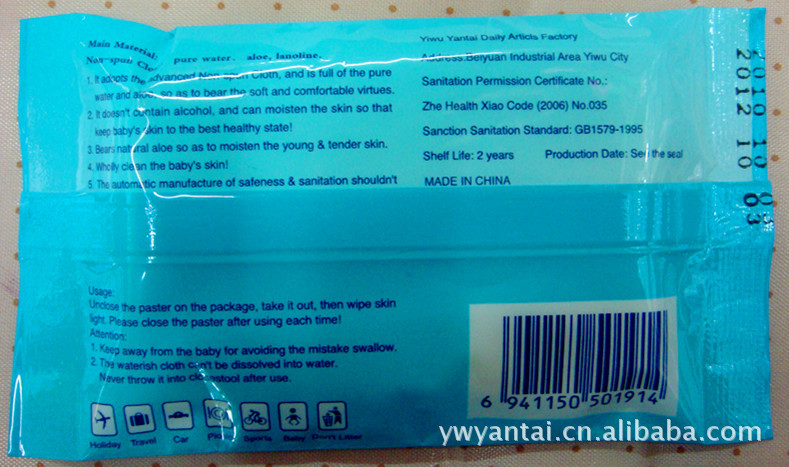 Main Material:
pure water, aloe, lanoline.
Non-spun
1. It adopts the advanced Non-spun Cloth, and is full of the pure
water and aloe, so as to bear the soft and comfortable virtues.
2. It doesn't contain alcohol, and can moisten the skin so that
keep baby's skin to the best healthy state!
3. Bears natural aloe so as to moisten the young & tender skin.
4. Wholly clean the baby's skin!
5. The automatic manufacture of safeness & sanitation shouldn't
Yiwu Yantai Daily Articls Factory
Address:Beiyuan Industrial Area Yiwu City
Sanitation Permission Certificate No.:
Zhe Health Xiao Code (2006) No.035
Sanction Sanitation Standard: GB1579-1995
Shelf Life: 2 years Production Date: See the seal
MADE IN CHINA
2010 10 03
2012 10 03
Usage:
Unclose the paster on the package, take it out, then wipe skin
light. Please close the paster after using each time!
Attention:
1. Keep away from the baby for avoiding the mistake swallow.
2. The waterish cloth can't be dissolved into water.
Never throw it into closestool after use.
Holiday Travel Car Sports Baby Don't Litter
6 941150 501914
ywyantai.cn.alibaba.com